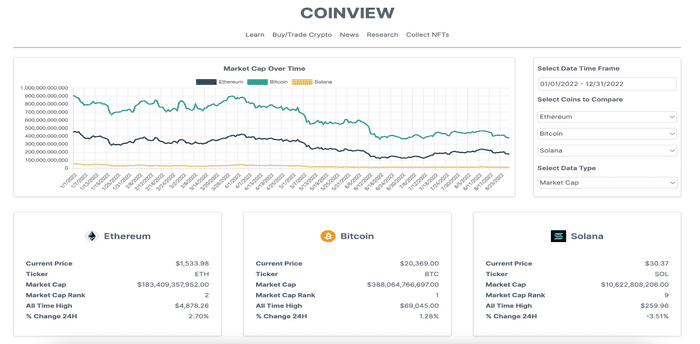 COINVIEW
Learn Buy/Trade Crypto News Research Collect NFTs
Market Cap Over Time
Ethereum Bitcoin Solana
1,000,000,000,000
900,000,000,000
800,000,000,000
700,000,000,000
600,000,000,000
500,000,000,000
400,000,000,000
300,000,000,000
200,000,000,000
100,000,000,000
0
Select Data Time Frame
01/01/2022 - 12/31/2022
Select Coins to Compare
Ethereum
Bitcoin
Solana
Select Data Type
Market Cap
Ethereum
Current Price $1,533.98
Ticker ETH
Market Cap $183,409,357,952.00
Market Cap Rank 2
All Time High $4,878.26
% Change 24H 2.70%
Bitcoin
Current Price $20,369.00
Ticker BTC
Market Cap $388,064,766,697.00
Market Cap Rank 1
All Time High $69,045.00
% Change 24H 1.28%
Solana
Current Price $30.37
Ticker SOL
Market Cap $10,622,808,206.00
Market Cap Rank 9
All Time High $259.96
% Change 24H -3.51%